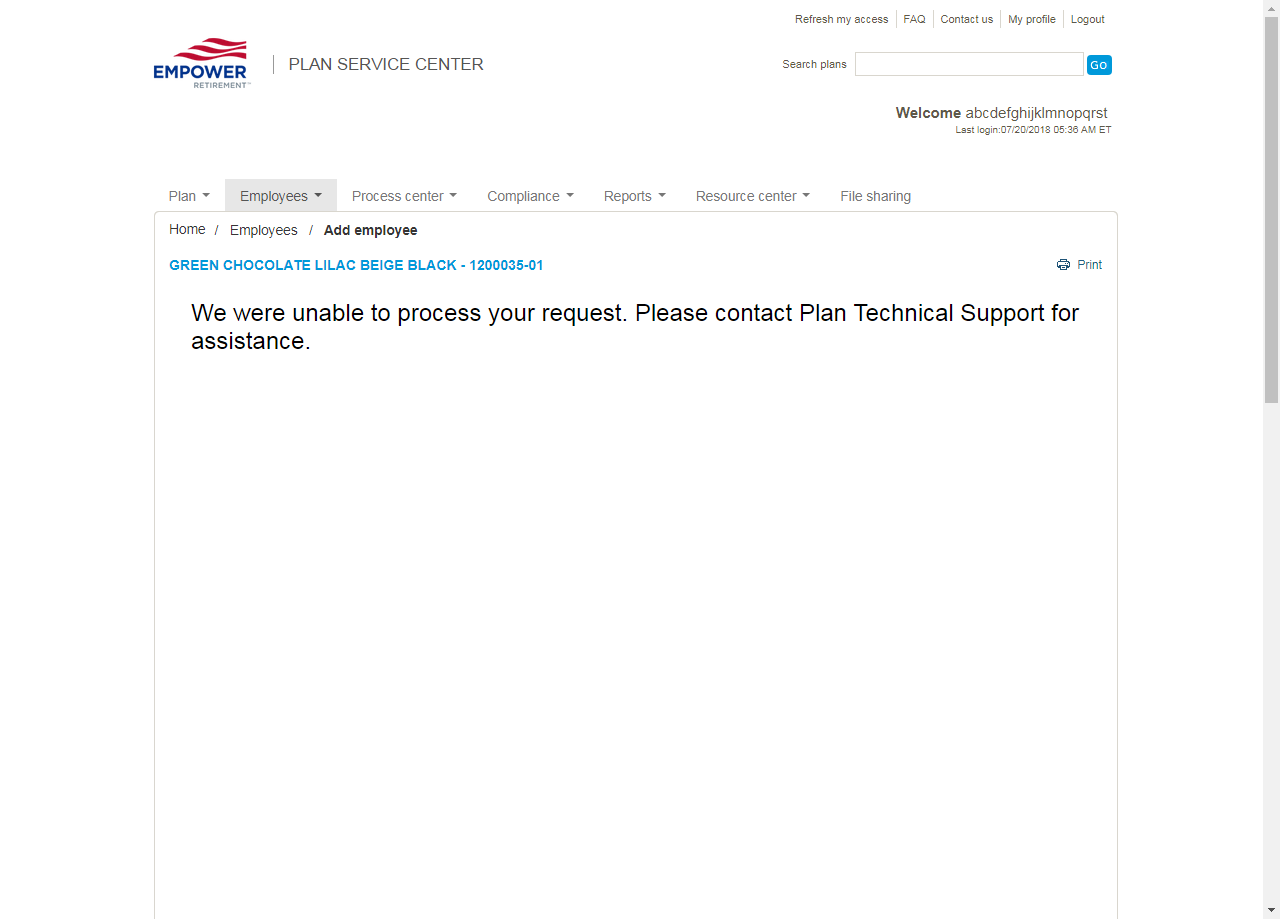 Refresh my access FAQ Contact us My profile Logout
EMPOWER
RETIREMENT™
PLAN SERVICE CENTER
Search plans Go
Welcome abcdefghijklmnopqrst
Last login:07/20/2018 05:36 AM ET
Plan Employees Process center Compliance Reports Resource center File sharing
Home / Employees / Add employee
GREEN CHOCOLATE LILAC BEIGE BLACK - 1200035-01
Print
We were unable to process your request. Please contact Plan Technical Support for
assistance.